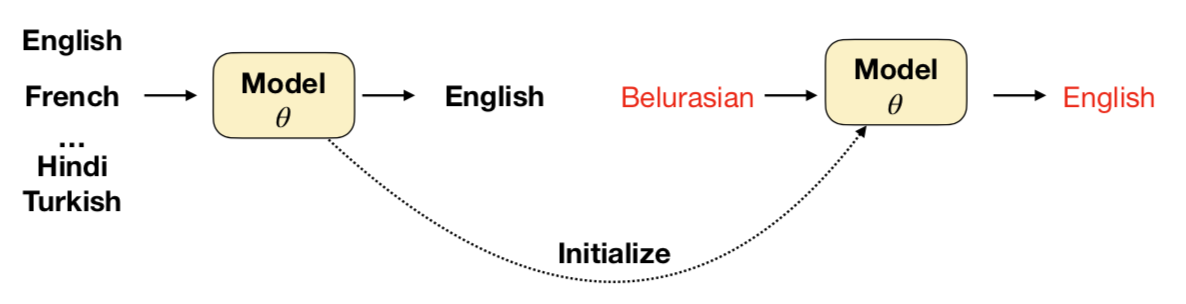 English
French
...
Hindi
Turkish
Model
θ
English
Initialize
Belurasian
Model
θ
English